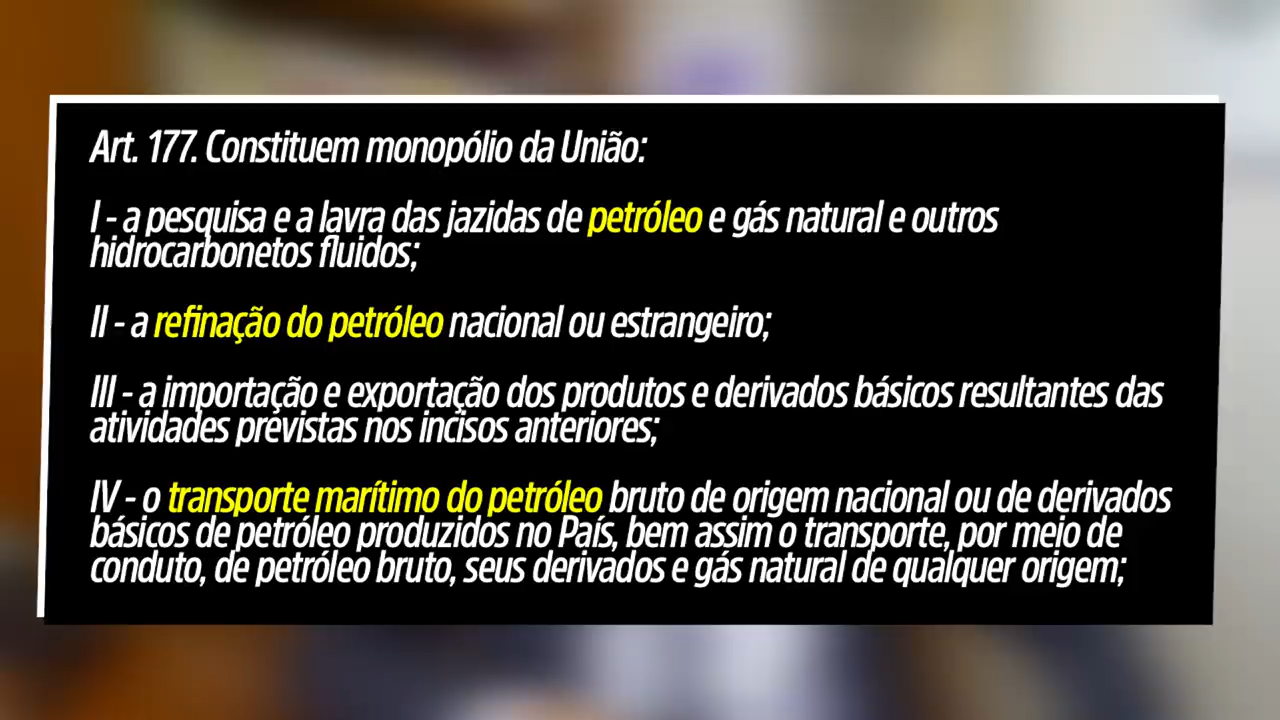 Art. 177. Constituem monopólio da União:
I - a pesquisa e a lavra das jazidas de petróleo e gás natural e outros
hidrocarbonetos fluidos;
II - a refinação do petróleo nacional ou estrangeiro;
III - a importação e exportação dos produtos e derivados básicos resultantes das
atividades previstas nos incisos anteriores;
IV - o transporte marítimo do petróleo bruto de origem nacional ou de derivados
básicos de petróleo produzidos no País, bem assim o transporte, por meio de
conduto, de petróleo bruto, seus derivados e gás natural de qualquer origem;